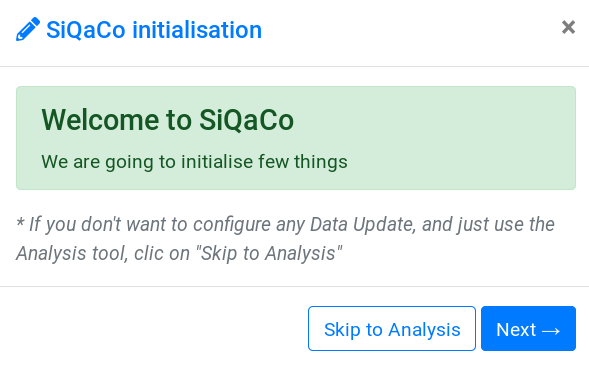 SiQaCo initialisation
×
Welcome to SiQaCo
We are going to initialise few things
* If you don't want to configure any Data Update, and just use the
Analysis tool, clic on "Skip to Analysis"
Skip to Analysis
Next →